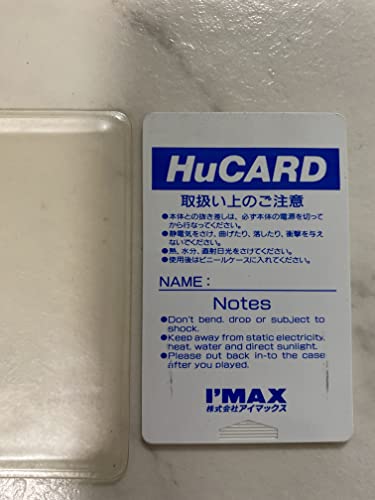 HuCARD
取扱い上のご注意
●本体との抜き差しは、必ず本体の電源を切って
から行なってください。
●静電気をさけ、曲げたり、落したり、衝撃を与え
ないでください。
●熱、水分、直射日光をさけてください。
●使用後はビニールケースに入れてください。
NAME:
Notes
●Don't bend, drop or subject to
shock.
●Keep away from static electricity,
heat, water and direct sunlight.
●Please put back in-to the case
after you played.
I'MAX
株式会社アイマックス